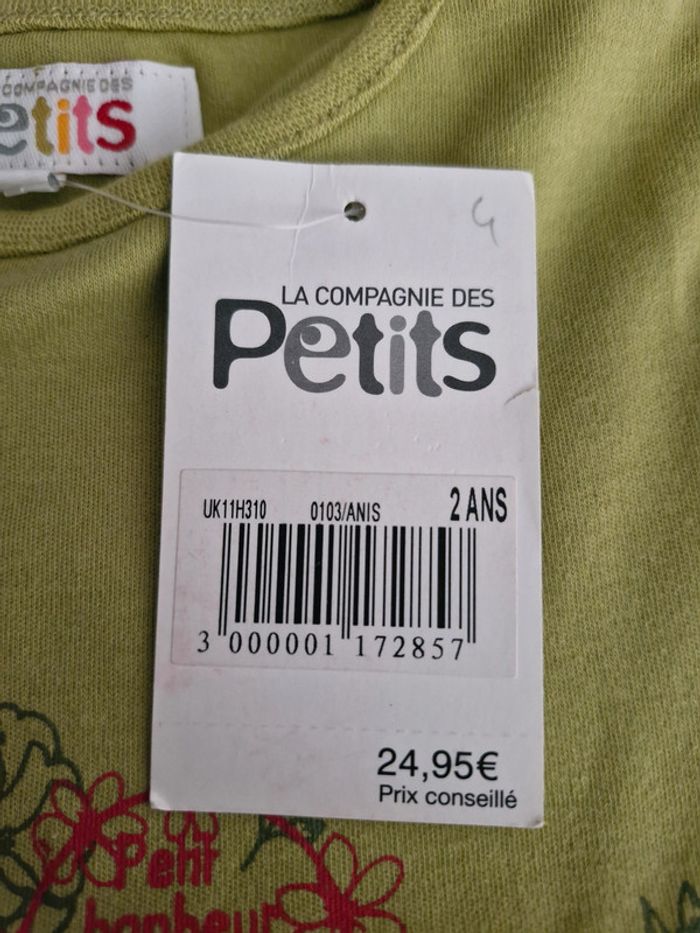 COMPAGNIE DES
etits
4
LA COMPAGNIE DES
Petits
UK11H310 0103/ANIS 2 ANS
3 000001 172857
24,95€
Prix conseillé
Petit
bonheur